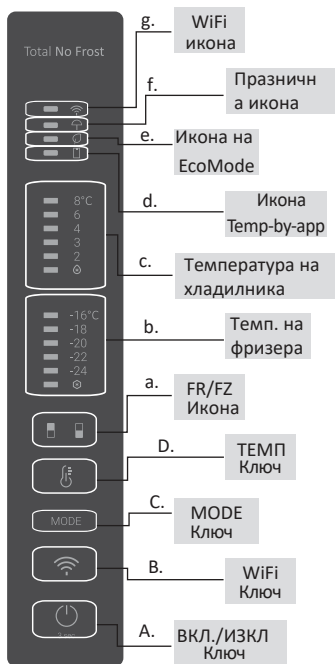 g.
WiFi
икона
Total No Frost
f.
Празничн
а икона
e.
Икона на
EcoMode
d.
Икона
Temp-by-app
8°C
6
4
3
2
c.
Температура на
хладилника
-16°C
-18
-20
-22
-24
b.
Темп. на
фризера
a.
FR/FZ
Икона
D.
ТЕМП
Ключ
MODE
C.
MODE
Ключ
B.
WiFi
Ключ
3 sec
A.
ВКЛ./ИЗКЛ
Ключ